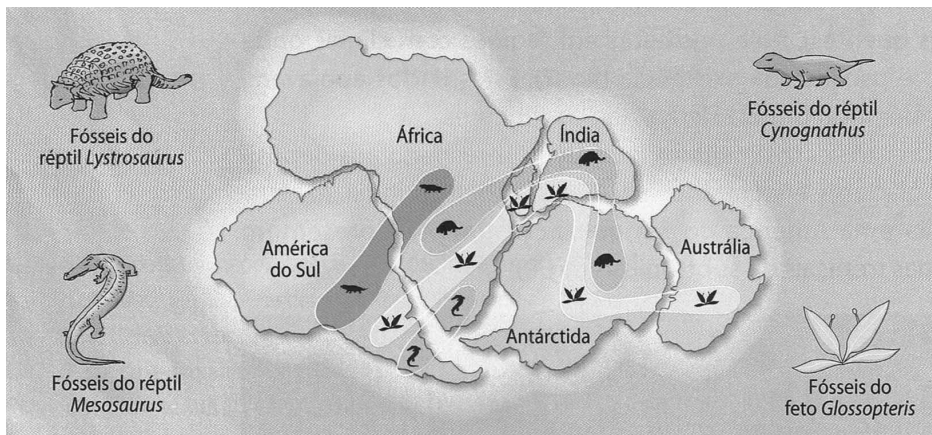 Fósseis do
réptil Lystrosaurus
África
Índia
Fósseis do réptil
Cynognathus
América
do Sul
Austrália
Antárctida
Fósseis do réptil
Mesosaurus
Fósseis do
feto Glossopteris